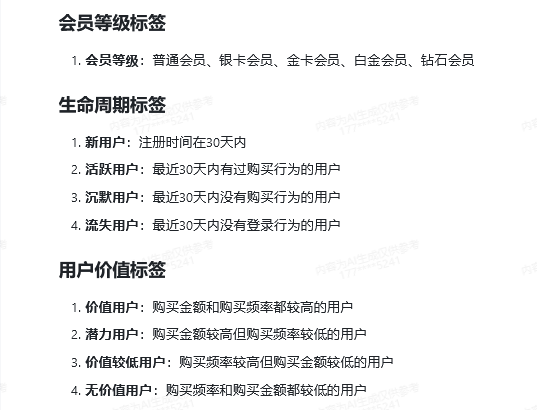 会员等级标签
1. 会员等级：普通会员、银卡会员、金卡会员、白金会员、钻石会员
生命周期标签
1. 新用户：注册时间在30天内
2. 活跃用户：最近30天内有过购买行为的用户
3. 沉默用户：最近30天内没有购买行为的用户
4. 流失用户：最近30天内没有登录行为的用户
用户价值标签
1. 价值用户：购买金额和购买频率都较高的用户
2. 潜力用户：购买金额较高但购买频率较低的用户
3. 价值较低用户：购买频率较高但购买金额较低的用户
4. 无价值用户：购买频率和购买金额都较低的用户